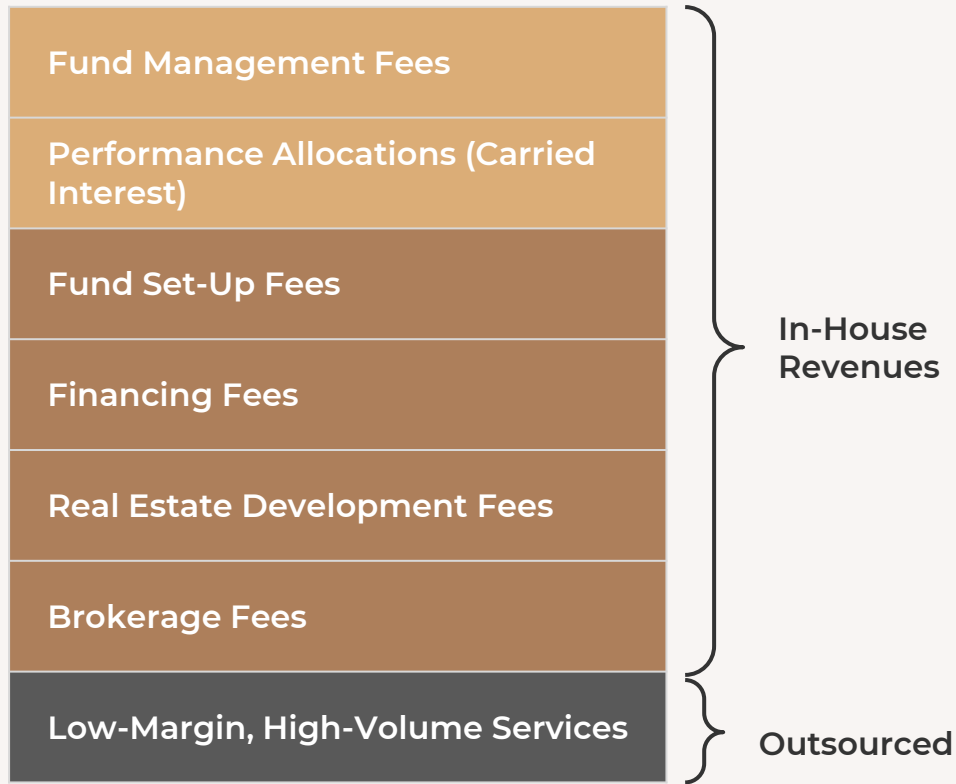 Fund Management Fees
Performance Allocations (Carried
Interest)
Fund Set-Up Fees
Financing Fees
Real Estate Development Fees
Brokerage Fees
Low-Margin, High-Volume Services
In-House
Revenues
Outsourced